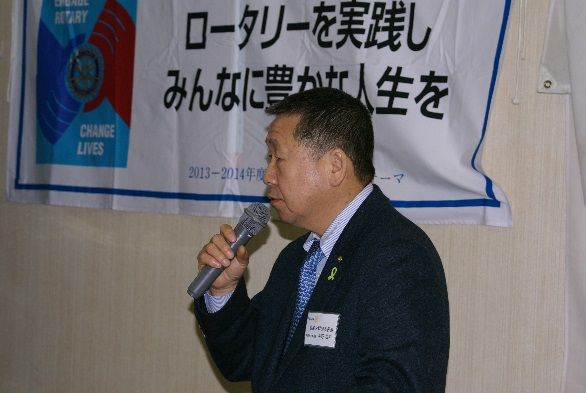 ENGAGE
ROTARY
CHANGE
LIVES
ロータリーを実践し
みんなに豊かな人生を
2013-2014年度
ーマ